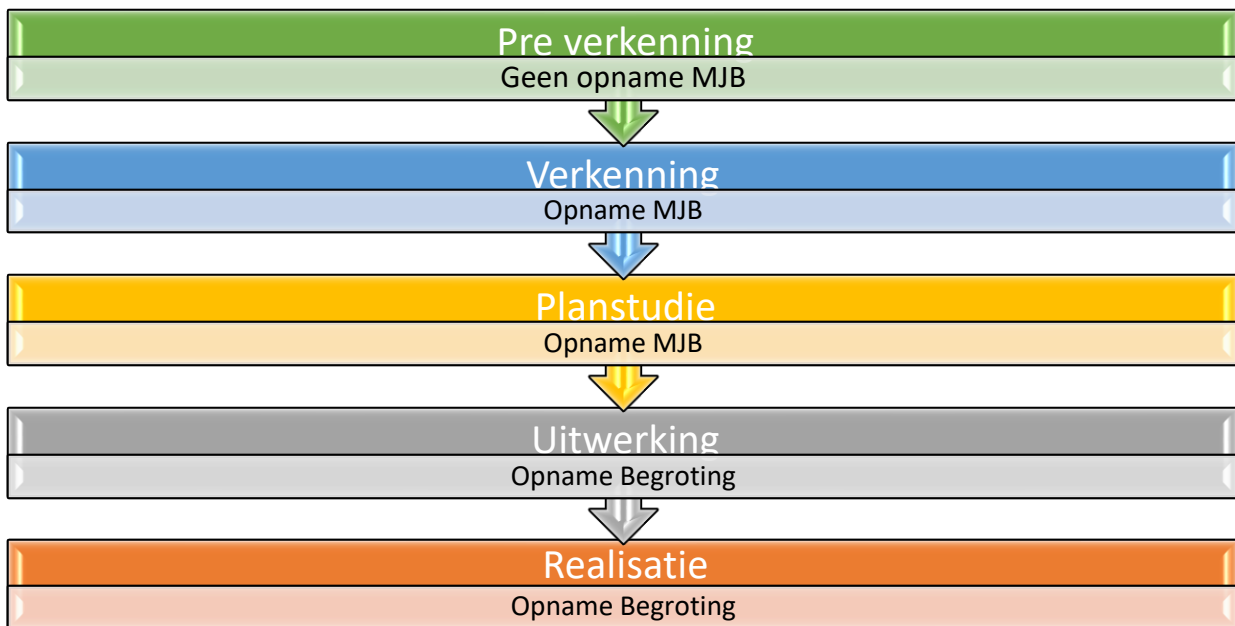 Pre verkenning
Geen opname MJB
Verkenning
Opname MJB
Planstudie
Opname MJB
Uitwerking
Opname Begroting
Realisatie
Opname Begroting